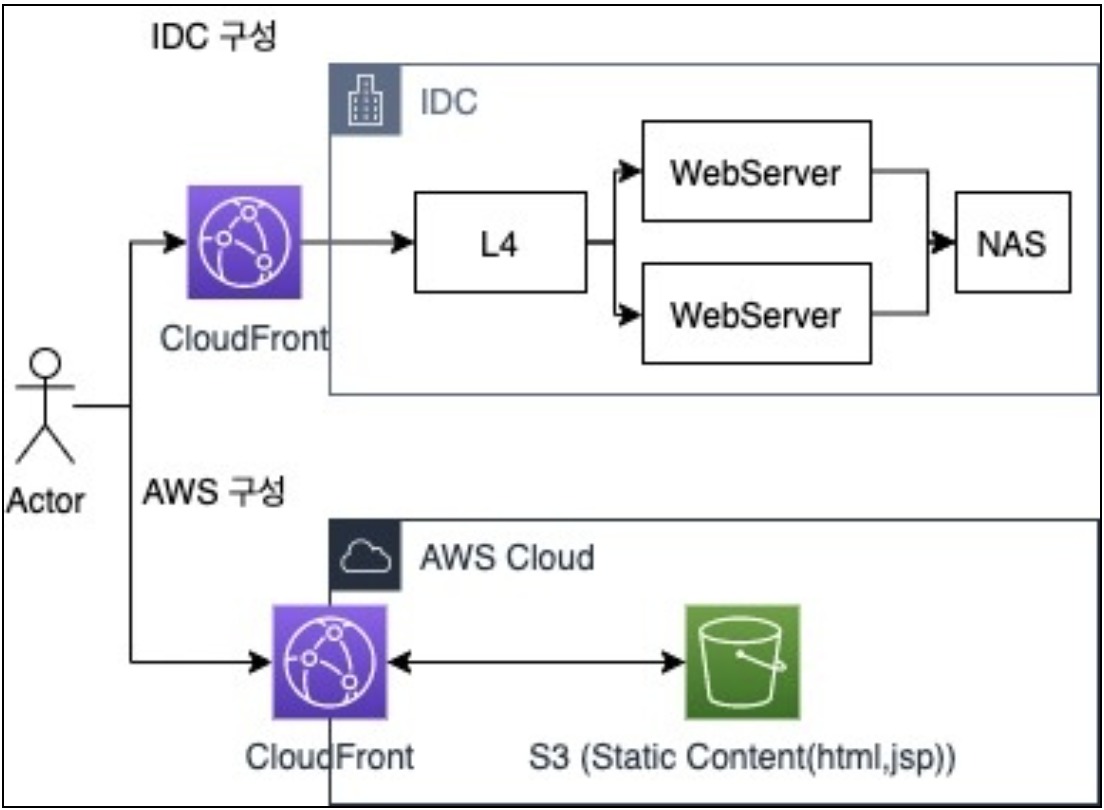 IDC 구성
IDC
WebServer
L4
NAS
WebServer
CloudFront
Actor
AWS 구성
AWS Cloud
CloudFront
S3 (Static Content(html,jsp))